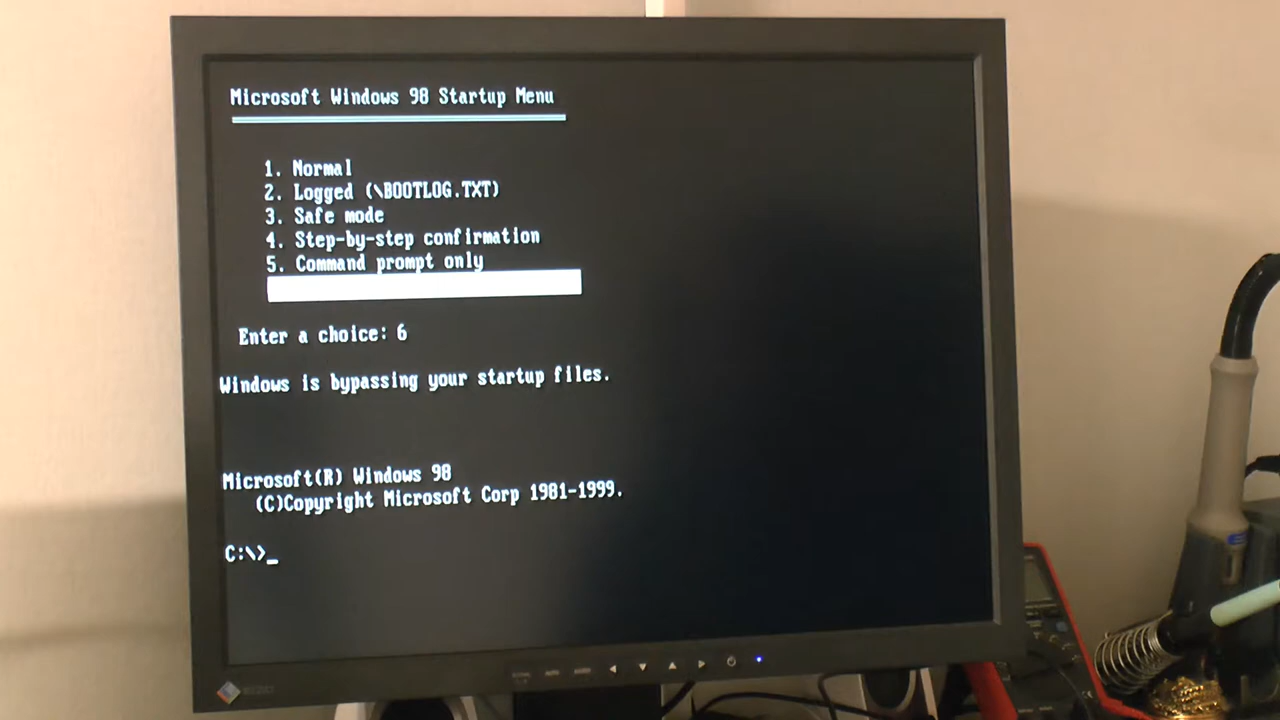 Microsoft Windows 98 Startup Menu
1. Normal
2. Logged (\BOOTLOG.TXT)
3. Safe mode
4. Step-by-step confirmation
5. Command prompt only
Enter a choice: 6
Windows is bypassing your startup files.
Microsoft(R) Windows 98
(C)Copyright Microsoft Corp 1981-1999.
C:\>_
EIZO